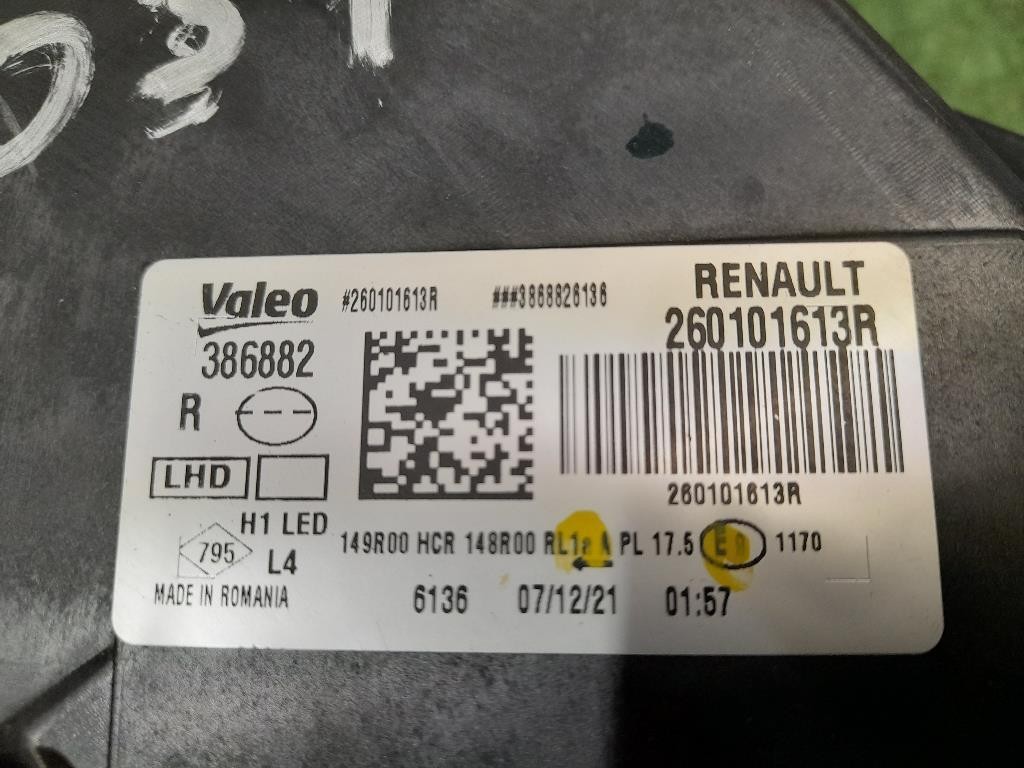 Valeo
#260101613R
###3868826136
RENAULT
260101613R
386882
R
LHD
260101613R
H1 LED
795
L4
149R00 HCR 148R00 RL1a A PL 17.5 E 1170
MADE IN ROMANIA
6136 07/12/21 01:57